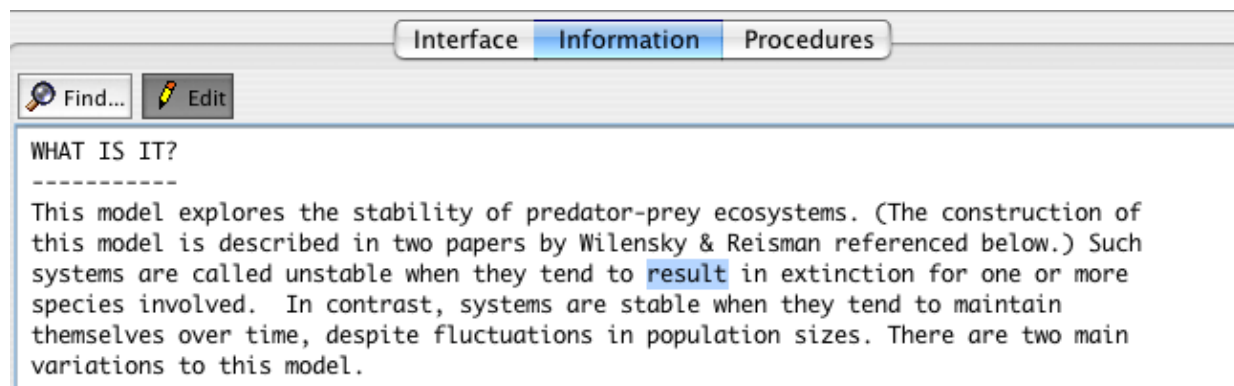 Interface Information Procedures
Find... Edit
WHAT IS IT?
-----------
This model explores the stability of predator-prey ecosystems. (The construction of
this model is described in two papers by Wilensky & Reisman referenced below.) Such
systems are called unstable when they tend to result in extinction for one or more
species involved.  In contrast, systems are stable when they tend to maintain
themselves over time, despite fluctuations in population sizes. There are two main
variations to this model.